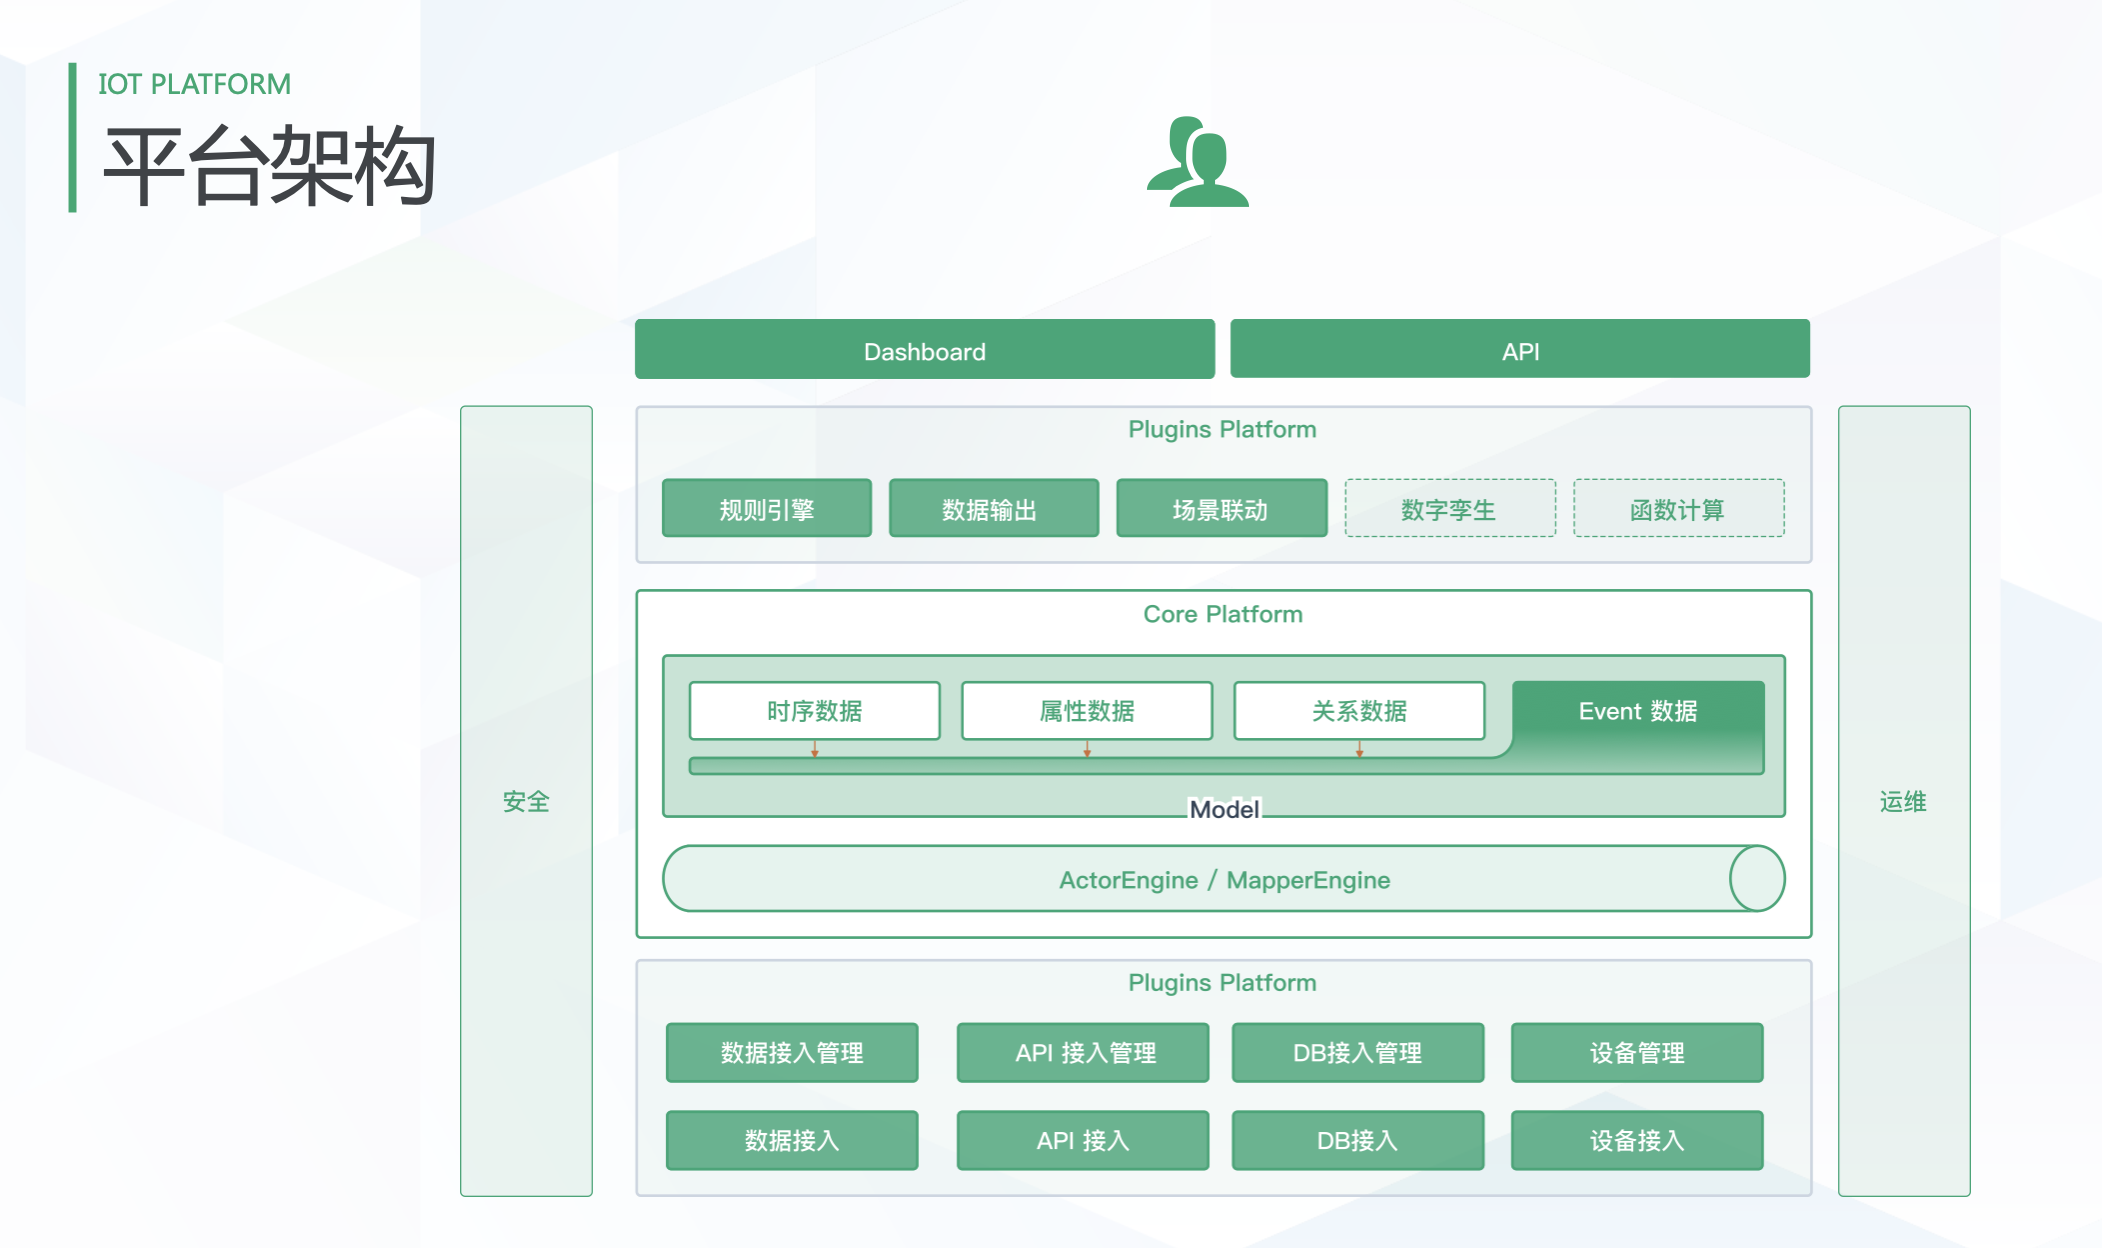 IOT PLATFORM
平台架构
Dashboard
API
Plugins Platform
规则引擎
数据输出
场景联动
数字孪生
函数计算
Core Platform
时序数据
属性数据
关系数据
Event 数据
Model
ActorEngine / MapperEngine
安全
运维
Plugins Platform
数据接入管理
API 接入管理
DB接入管理
设备管理
数据接入
API 接入
DB接入
设备接入